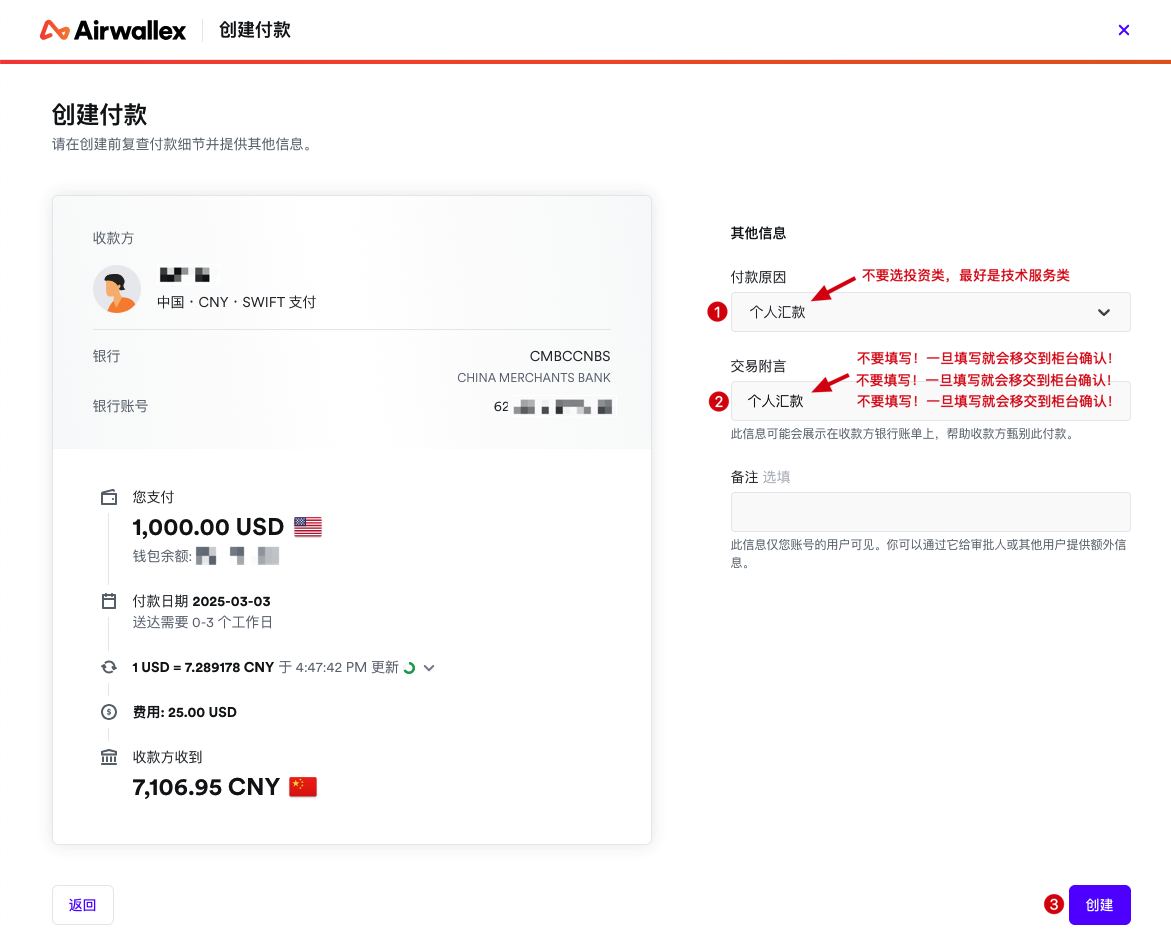 Airwallex 创建付款
创建付款
请在创建前复查付款细节并提供其他信息。
收款方
中国 · CNY · SWIFT 支付
银行
CMBCCNBS
CHINA MERCHANTS BANK
银行账号
62
您支付
1,000.00 USD
钱包余额:
付款日期 2025-03-03
送达需要 0-3 个工作日
1 USD = 7.289178 CNY 于 4:47:42 PM 更新
费用: 25.00 USD
收款方收到
7,106.95 CNY
其他信息
付款原因
不要选投资类，最好是技术服务类
1
个人汇款
交易附言
不要填写！一旦填写就会移交到柜台确认！
不要填写！一旦填写就会移交到柜台确认！
不要填写！一旦填写就会移交到柜台确认！
2
个人汇款
此信息可能会展示在收款方银行账单上，帮助收款方甄别此付款。
备注 选填
此信息仅您账号的用户可见。你可以通过它给审批人或其他用户提供额外信
息。
返回
3
创建